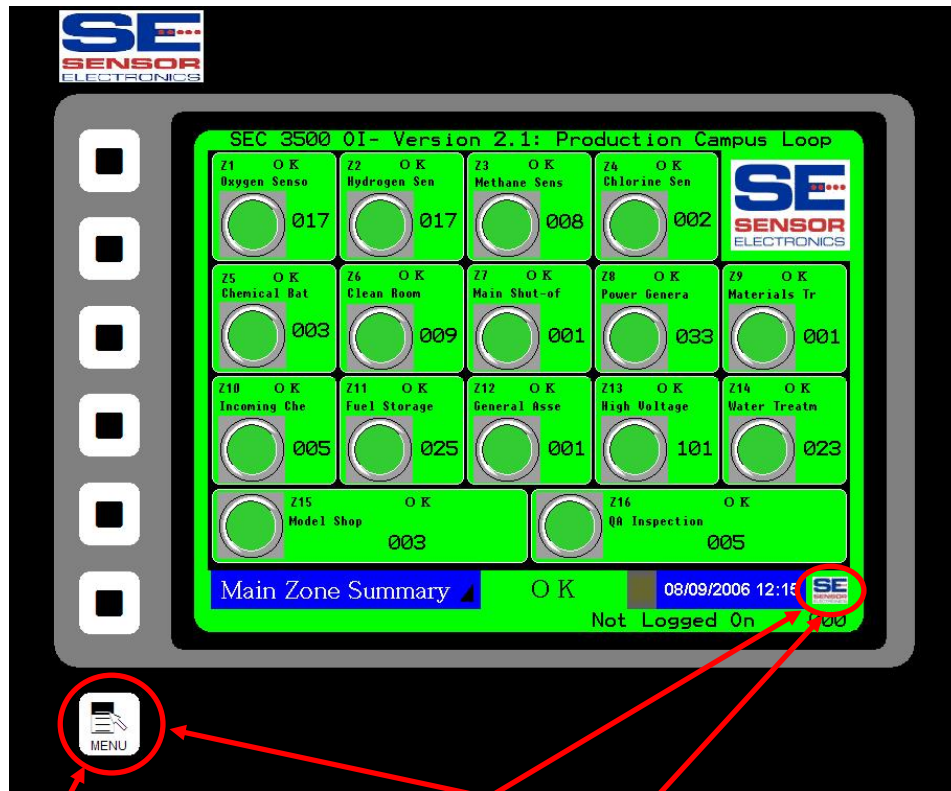 SE
SENSOR
ELECTRONICS
SEC 3500 OI- Version 2.1: Production Campus Loop
Z1 OK
Oxygen Senso
017
Z2 OK
Hydrogen Sen
017
Z3 OK
Methane Sens
008
Z4 OK
Chlorine Sen
002
SE
SENSOR
ELECTRONICS
Z5 OK
Chemical Bat
003
Z6 OK
Clean Room
009
Z7 OK
Main Shut-of
001
Z8 OK
Power Genera
033
Z9 OK
Materials Tr
001
Z10 OK
Incoming Che
005
Z11 OK
Fuel Storage
025
Z12 OK
General Asse
001
Z13 OK
High Voltage
101
Z14 OK
Water Treatm
023
Z15 OK
Model Shop
003
Z16 OK
QA Inspection
005
Main Zone Summary OK 08/09/2006 12:15 SE
SENSOR
Not Logged On 000
MENU